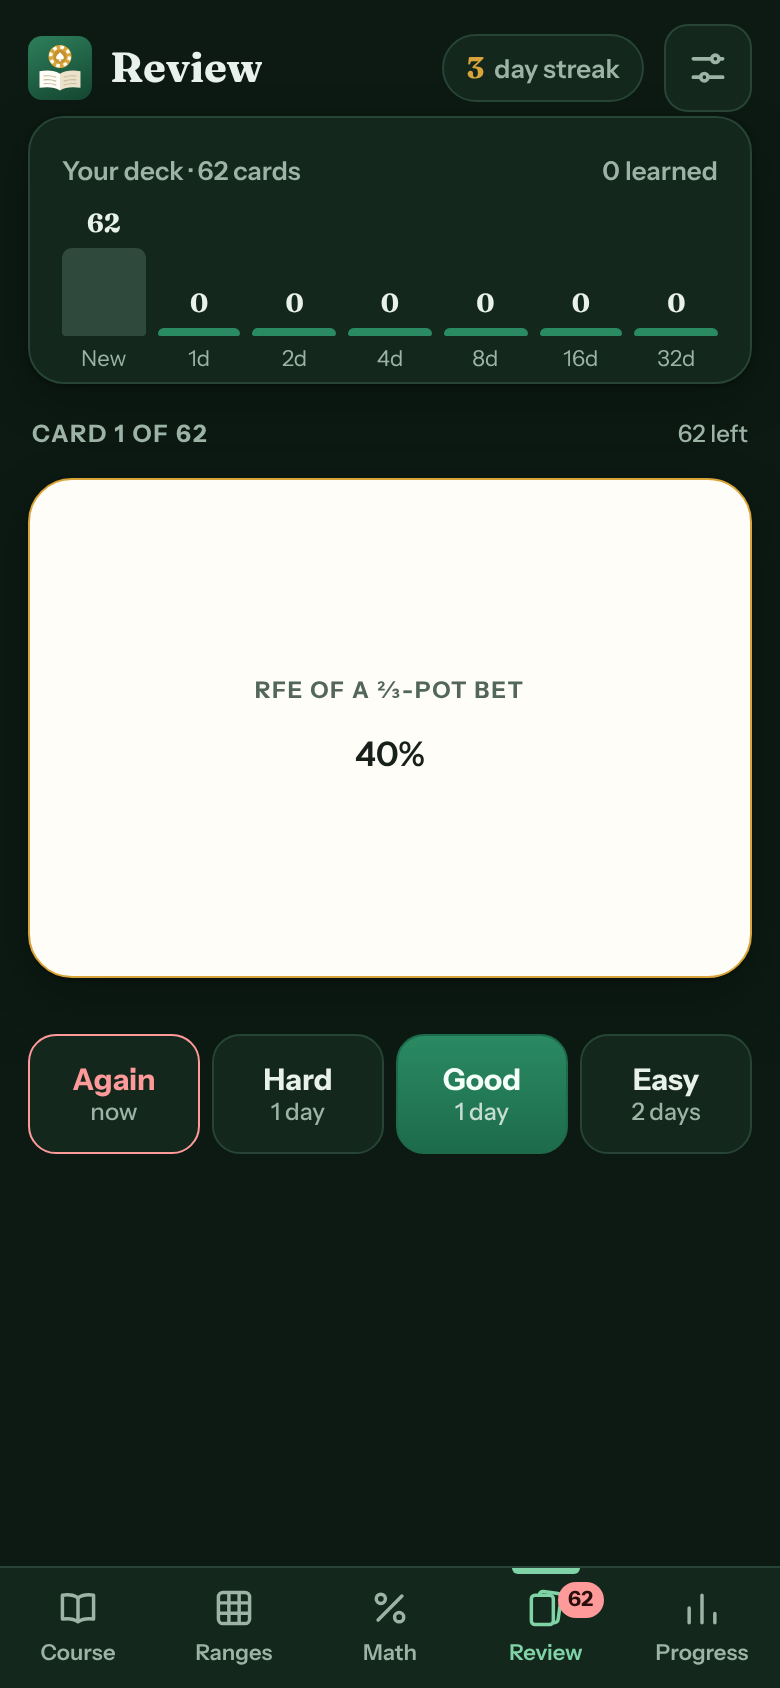 Review
3 day streak
Your deck · 62 cards
0 learned
62 0 0 0 0 0 0
New 1d 2d 4d 8d 16d 32d
CARD 1 OF 62
62 left
RFE OF A ⅔-POT BET
40%
Again Hard Good Easy
now 1 day 1 day 2 days
62
Course Ranges Math Review Progress